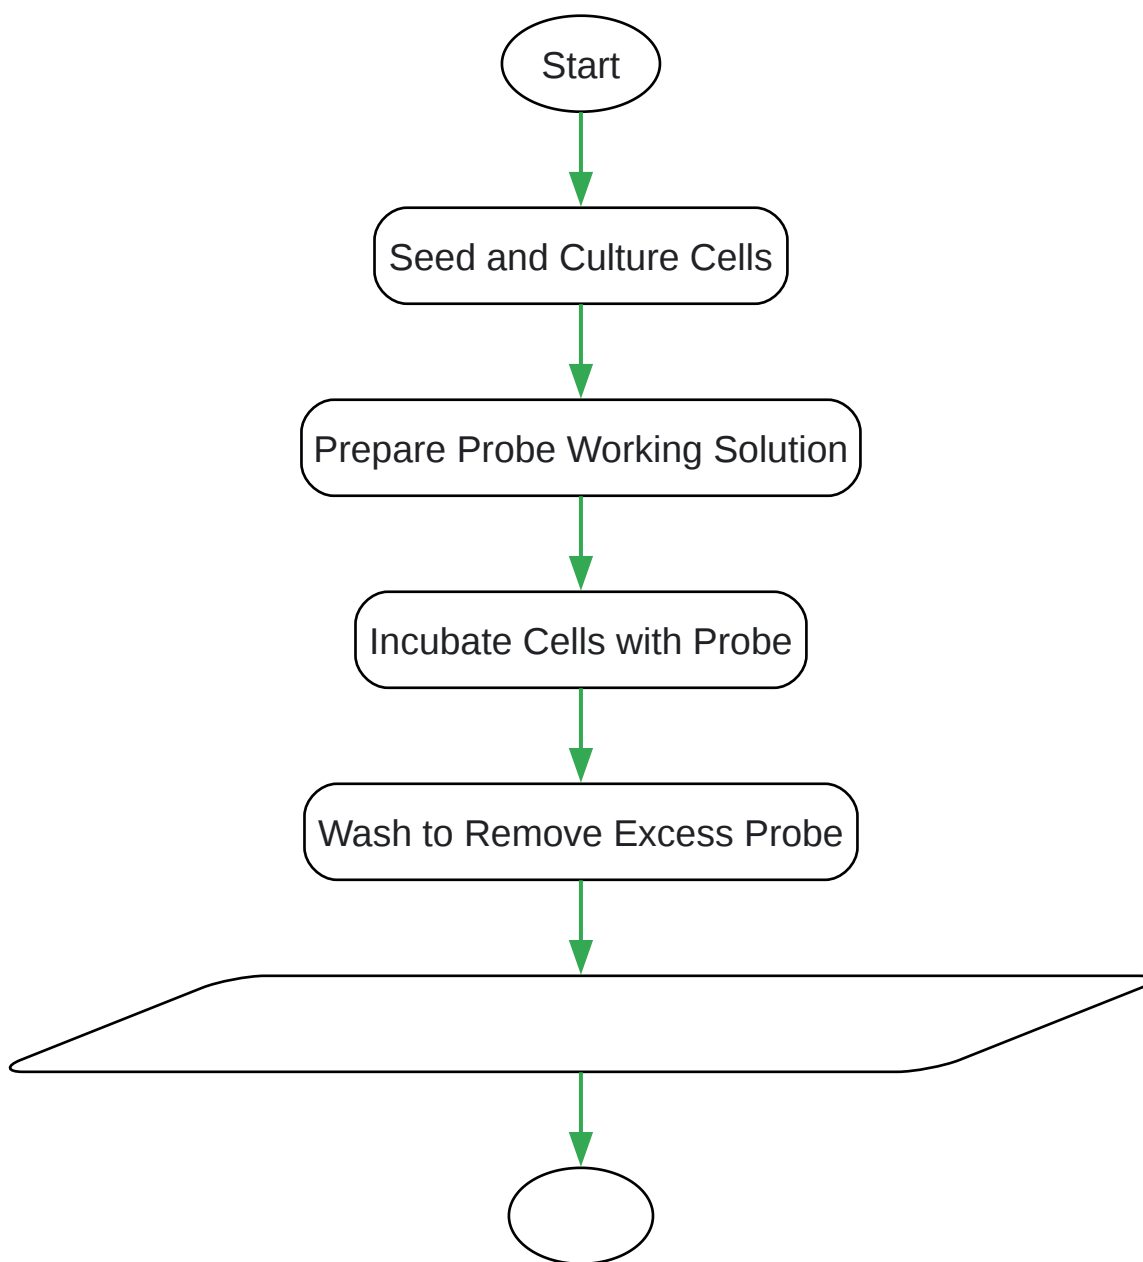 Start
Seed and Culture Cells
Prepare Probe Working Solution
Incubate Cells with Probe
Wash to Remove Excess Probe